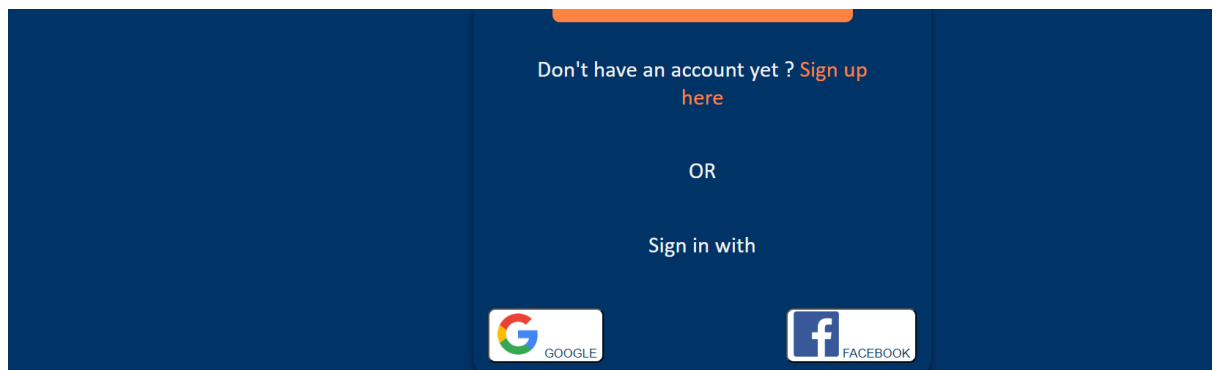 Don't have an account yet ? Sign up
here
OR
Sign in with
GOOGLE
FACEBOOK